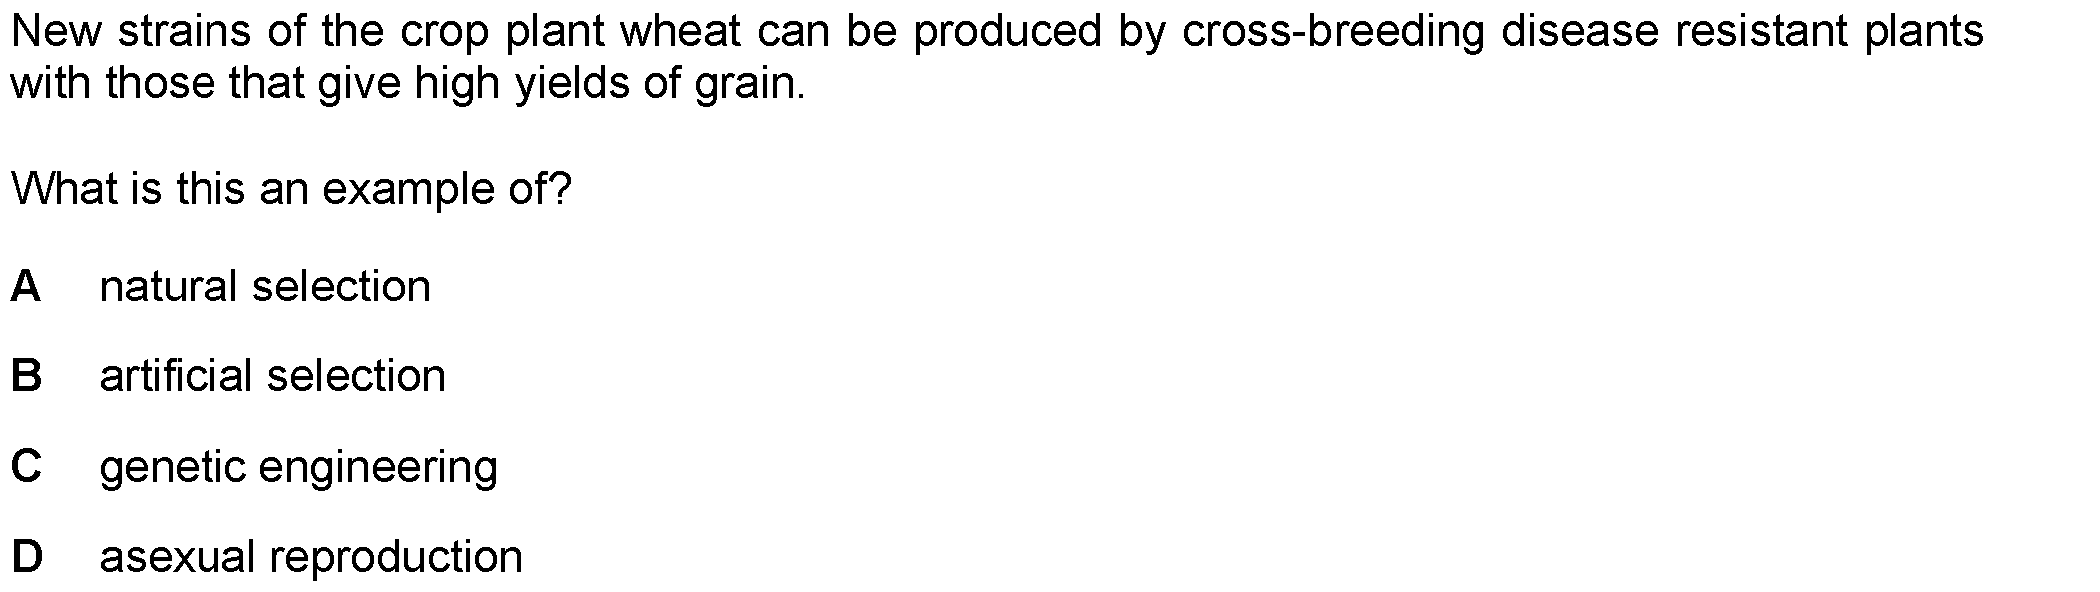 New strains of the crop plant wheat can be produced by cross-breeding disease resistant plants
with those that give high yields of grain.
What is this an example of?
A natural selection
B artificial selection
C genetic engineering
D asexual reproduction